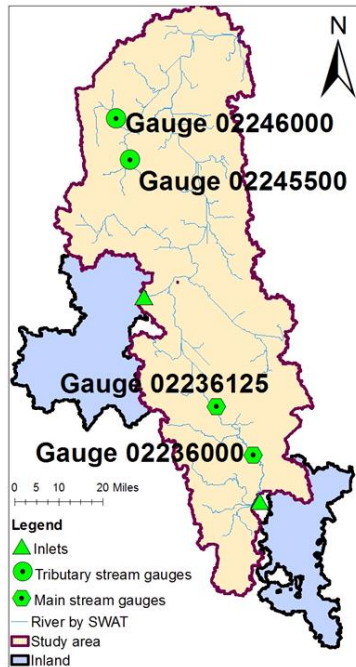 N
Gauge 02246000
Gauge 02245500
Gauge 02236125
Gauge 02236000
0 5 10 20 Miles
Legend
Inlets
Tributary stream gauges
Main stream gauges
River by SWAT
Study area
Inland